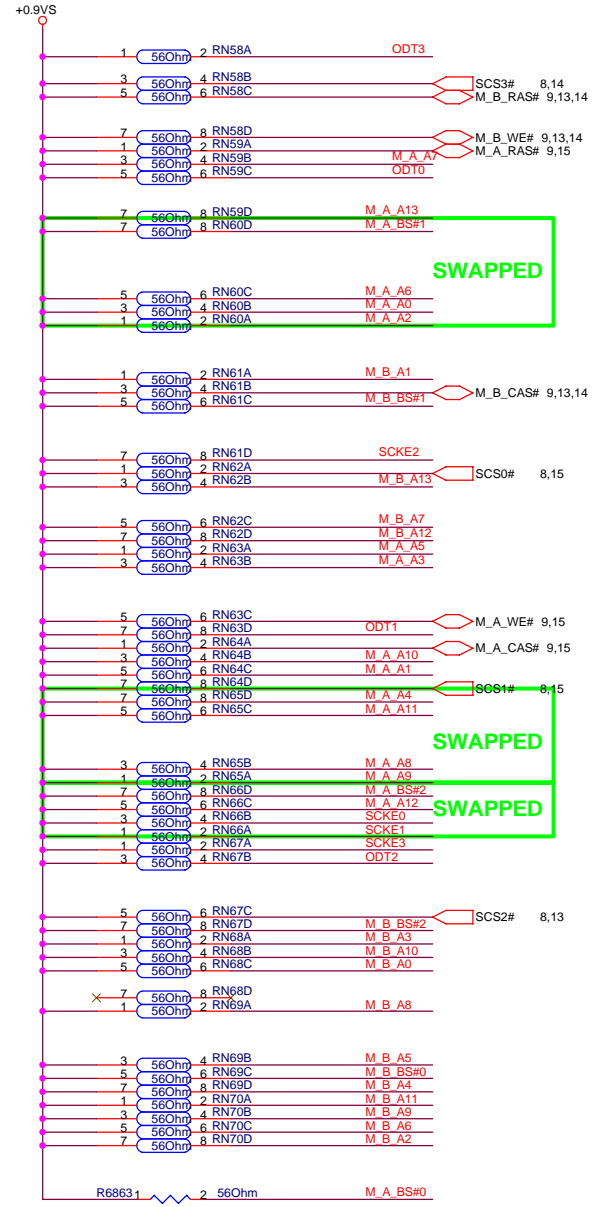 +0.9VS
1 56Ohm 2 RN58A ODT3
3 56Ohm 4 RN58B SCS3# 8,14
5 56Ohm 6 RN58C M_B_RAS# 9,13,14
7 56Ohm 8 RN58D M_B_WE# 9,13,14
1 56Ohm 2 RN59A M_A_RAS# 9,15
3 56Ohm 4 RN59B M_A_A7
5 56Ohm 6 RN59C ODT0
7 56Ohm 8 RN59D M_A_A13
7 56Ohm 8 RN60D M_A_BS#1
SWAPPED
5 56Ohm 6 RN60C M_A_A6
3 56Ohm 4 RN60B M_A_A0
1 56Ohm 2 RN60A M_A_A2
1 56Ohm 2 RN61A M_B_A1
3 56Ohm 4 RN61B M_B_CAS# 9,13,14
5 56Ohm 6 RN61C M_B_BS#1
7 56Ohm 8 RN61D SCKE2
1 56Ohm 2 RN62A SCS0# 8,15
3 56Ohm 4 RN62B M_B_A13
5 56Ohm 6 RN62C M_B_A7
7 56Ohm 8 RN62D M_B_A12
1 56Ohm 2 RN63A M_A_A5
3 56Ohm 4 RN63B M_A_A3
5 56Ohm 6 RN63C M_A_WE# 9,15
7 56Ohm 8 RN63D ODT1
1 56Ohm 2 RN64A M_A_CAS# 9,15
3 56Ohm 4 RN64B M_A_A10
5 56Ohm 6 RN64C M_A_A1
7 56Ohm 8 RN64D SCS1# 8,15
7 56Ohm 8 RN65D M_A_A4
5 56Ohm 6 RN65C M_A_A11
SWAPPED
3 56Ohm 4 RN65B M_A_A8
1 56Ohm 2 RN65A M_A_A9
7 56Ohm 8 RN66D M_A_BS#2
5 56Ohm 6 RN66C M_A_A12
SWAPPED
3 56Ohm 4 RN66B SCKE0
1 56Ohm 2 RN66A SCKE1
1 56Ohm 2 RN67A SCKE3
3 56Ohm 4 RN67B ODT2
5 56Ohm 6 RN67C SCS2# 8,13
7 56Ohm 8 RN67D M_B_BS#2
1 56Ohm 2 RN68A M_B_A3
3 56Ohm 4 RN68B M_B_A10
5 56Ohm 6 RN68C M_B_A0
7 56Ohm 8 RN68D
1 56Ohm 2 RN69A M_B_A8
3 56Ohm 4 RN69B M_B_A5
5 56Ohm 6 RN69C M_B_BS#0
7 56Ohm 8 RN69D M_B_A4
1 56Ohm 2 RN70A M_B_A11
3 56Ohm 4 RN70B M_B_A9
5 56Ohm 6 RN70C M_B_A6
7 56Ohm 8 RN70D M_B_A2
R6863 1 2 56Ohm M_A_BS#0